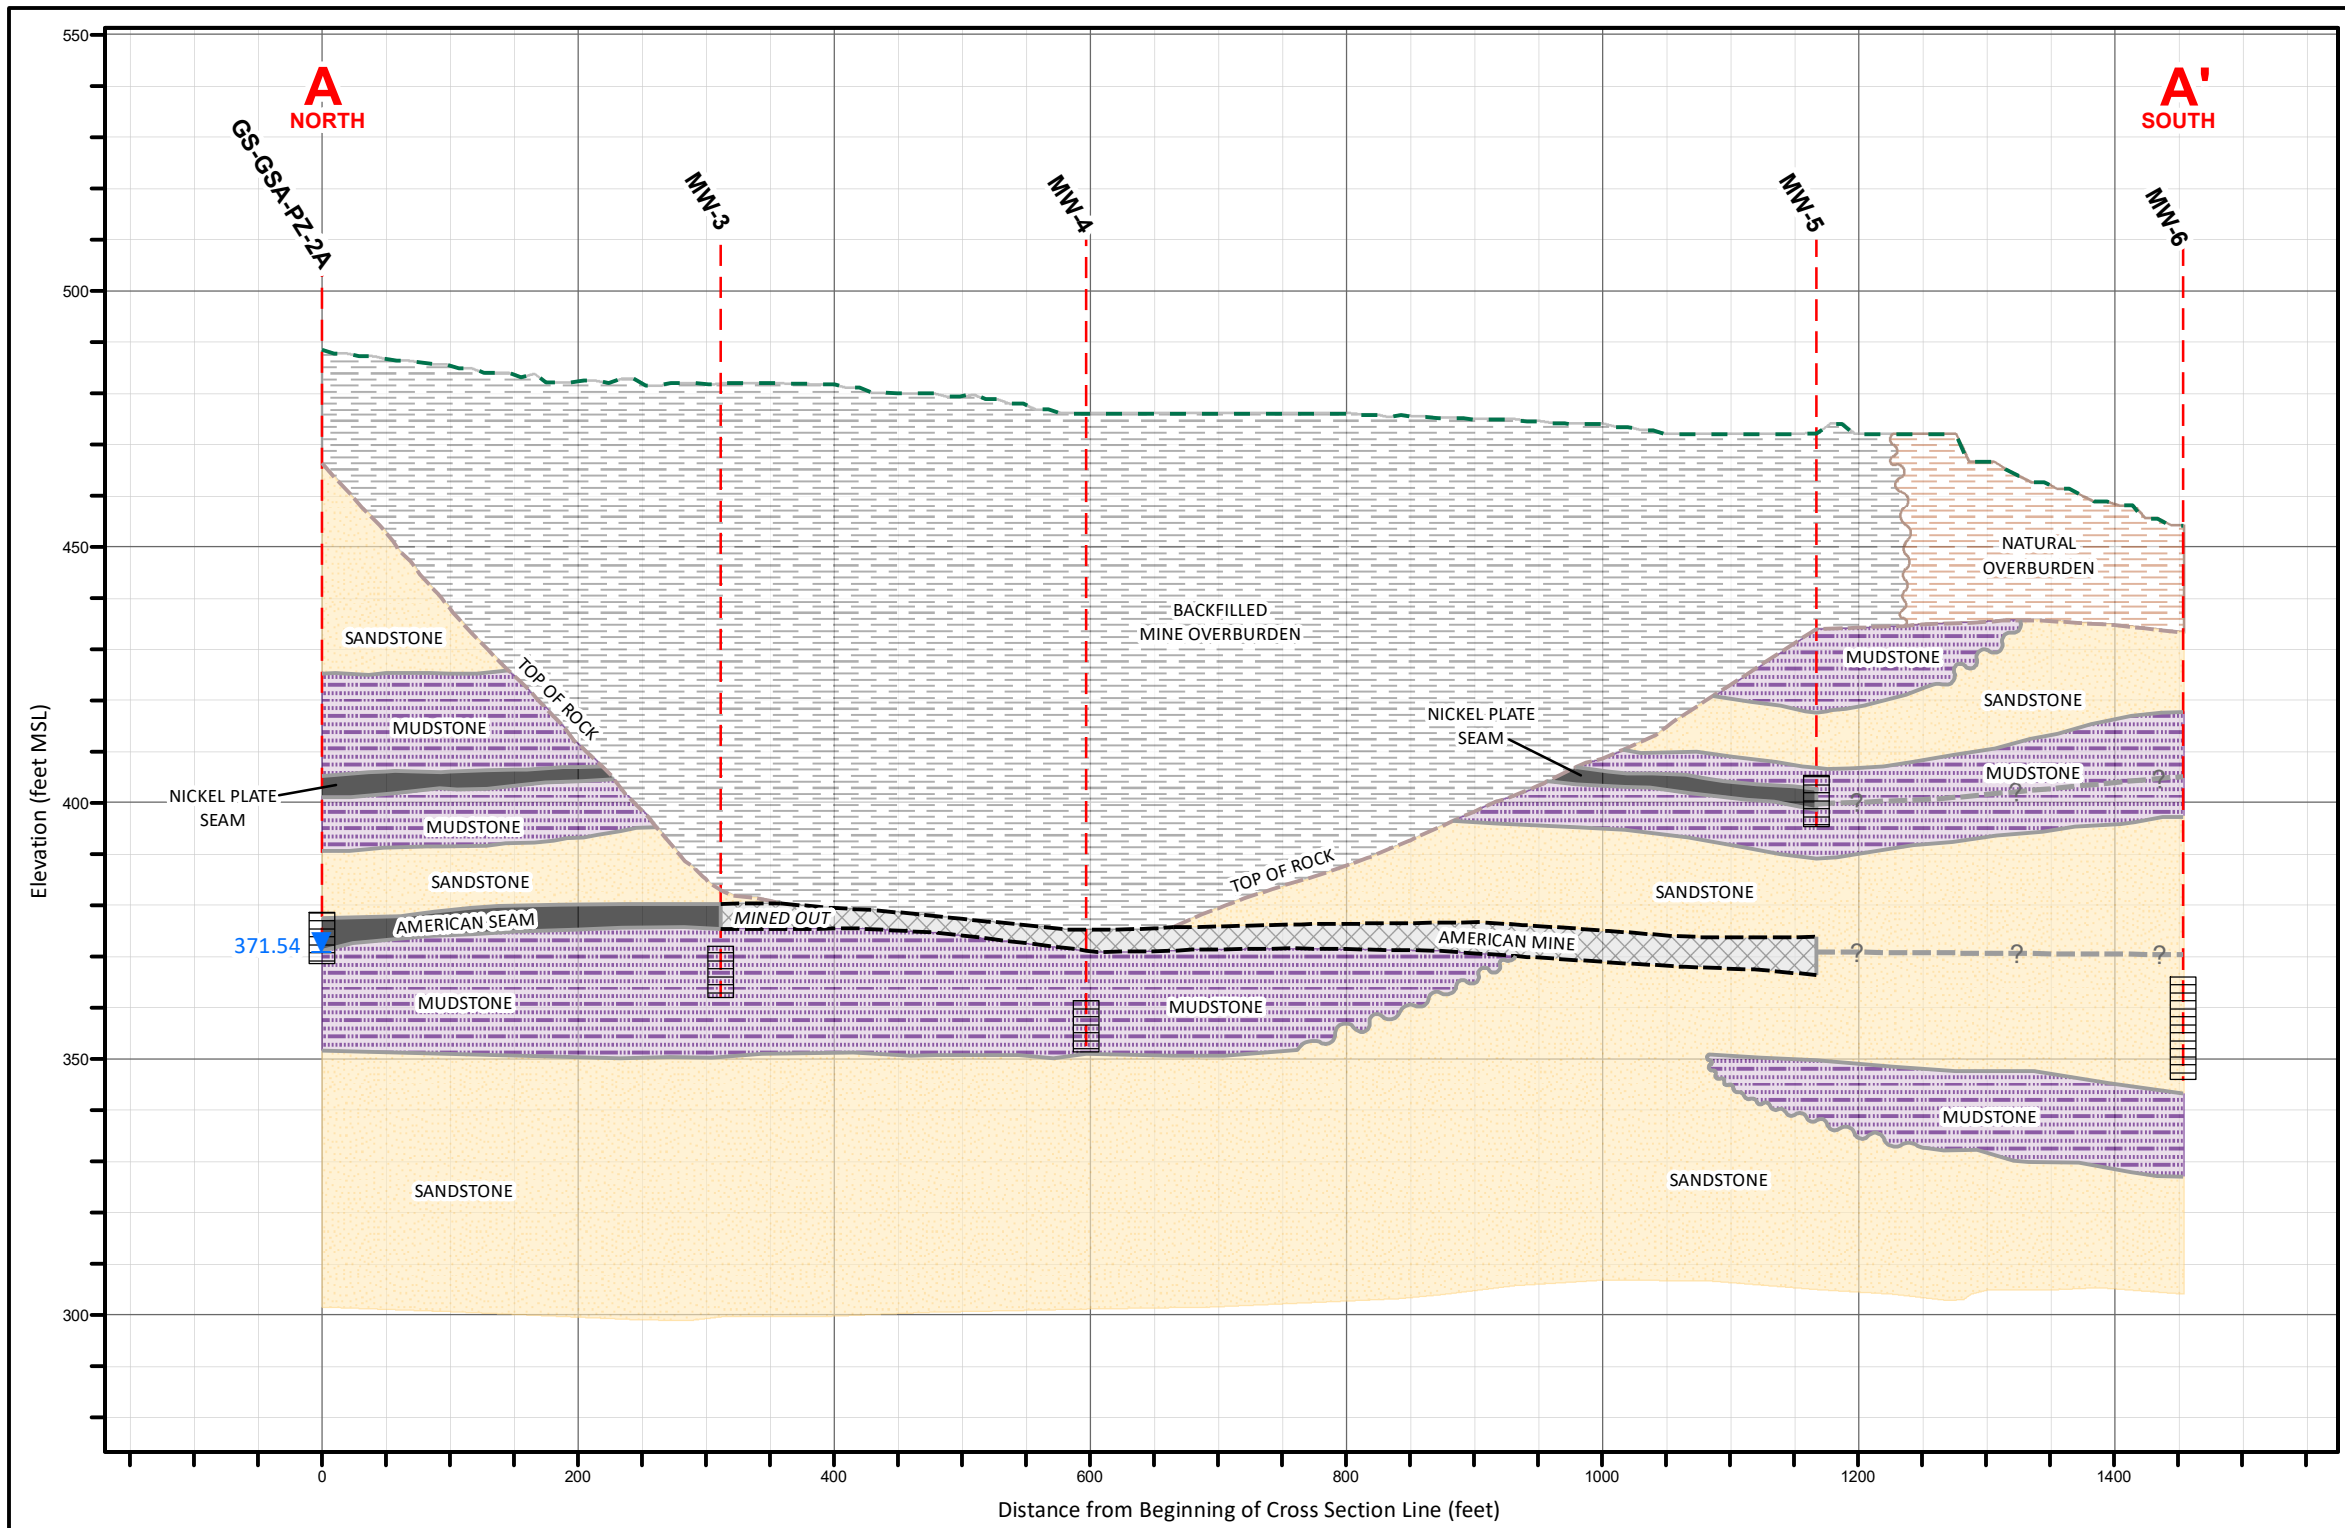 A
NORTH
A'
SOUTH
GS-GSA-PZ-2A
MW-3
MW-4
MW-5
MW-6
550
500
450
400
350
300
Elevation (feet MSL)
NATURAL
OVERBURDEN
BACKFILLED
MINE OVERBURDEN
SANDSTONE
TOP OF ROCK
MUDSTONE
MUDSTONE
SANDSTONE
NICKEL PLATE
SEAM
NICKEL PLATE
SEAM
MUDSTONE
?
?
?
MUDSTONE
TOP OF ROCK
SANDSTONE
SANDSTONE
AMERICAN SEAM
MINED OUT
AMERICAN MINE
371.54
?
?
?
MUDSTONE
MUDSTONE
MUDSTONE
SANDSTONE
SANDSTONE
0
200
400
600
800
1000
1200
1400
Distance from Beginning of Cross Section Line (feet)